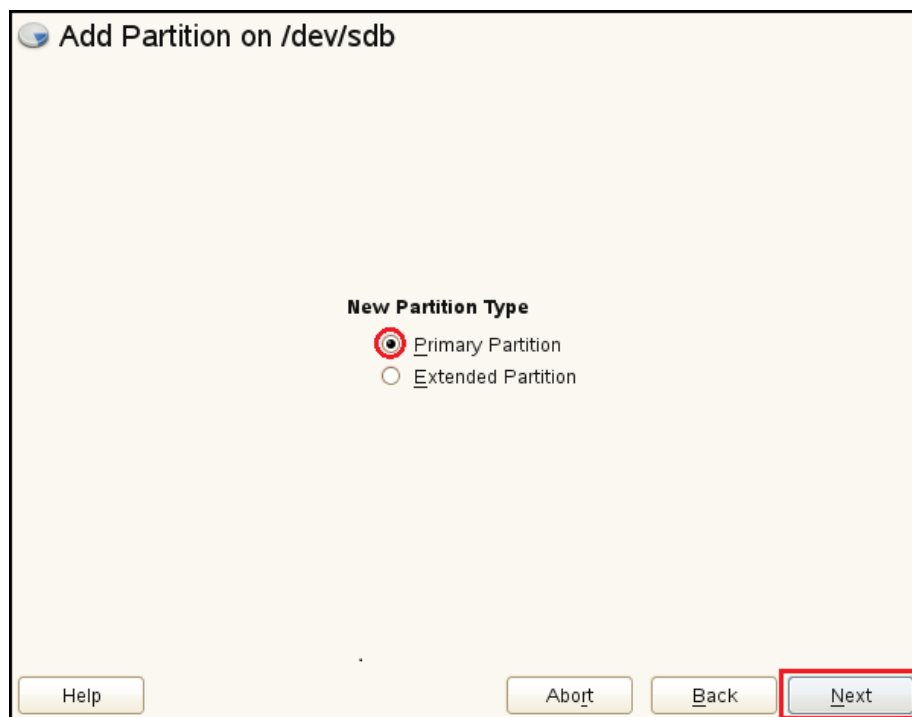 Add Partition on /dev/sdb
New Partition Type
Primary Partition
Extended Partition
Help Abort Back Next